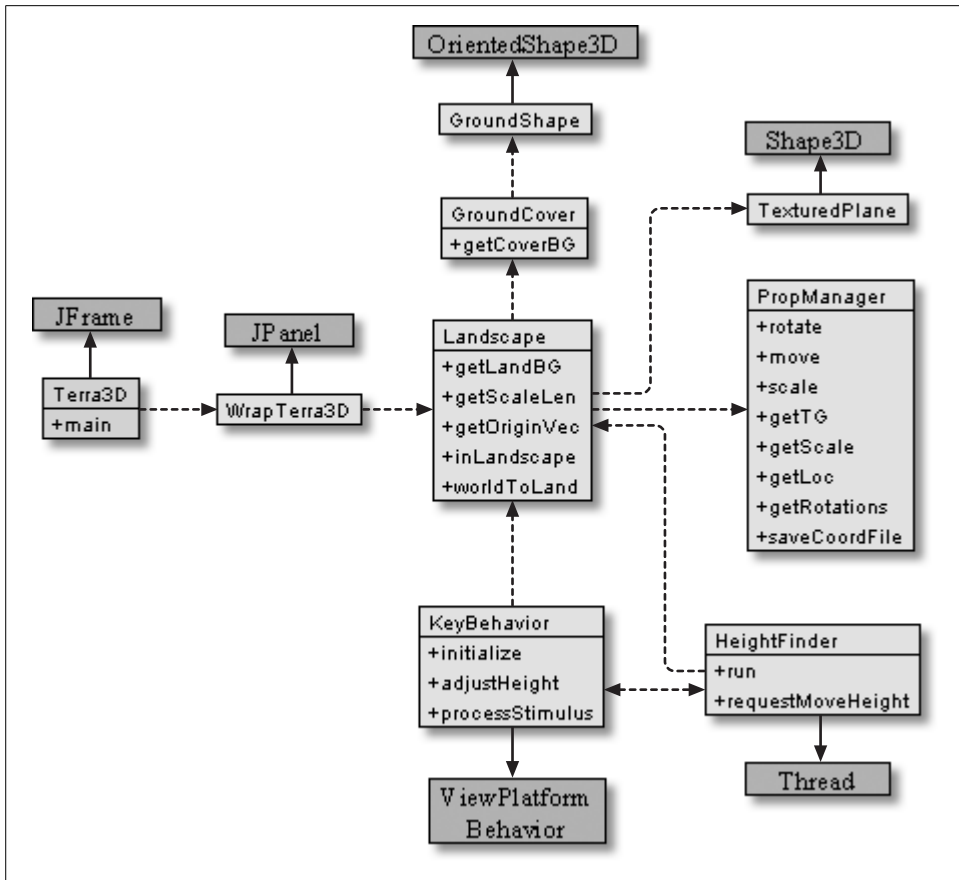 OrientedShape3D
GroundShape
Shape3D
TexturedPlane
GroundCover
+getCoverBG
PropManager
+rotate
+move
+scale
+getTG
+getScale
+getLoc
+getRotations
+saveCoordFile
JFrame
Terra3D
+main
JPanel
WrapTerra3D
Landscape
+getLandBG
+getScaleLen
+getOriginVec
+inLandscape
+worldToLand
KeyBehavior
+initialize
+adjustHeight
+processStimulus
HeightFinder
+run
+requestMoveHeight
ViewPlatform
Behavior
Thread